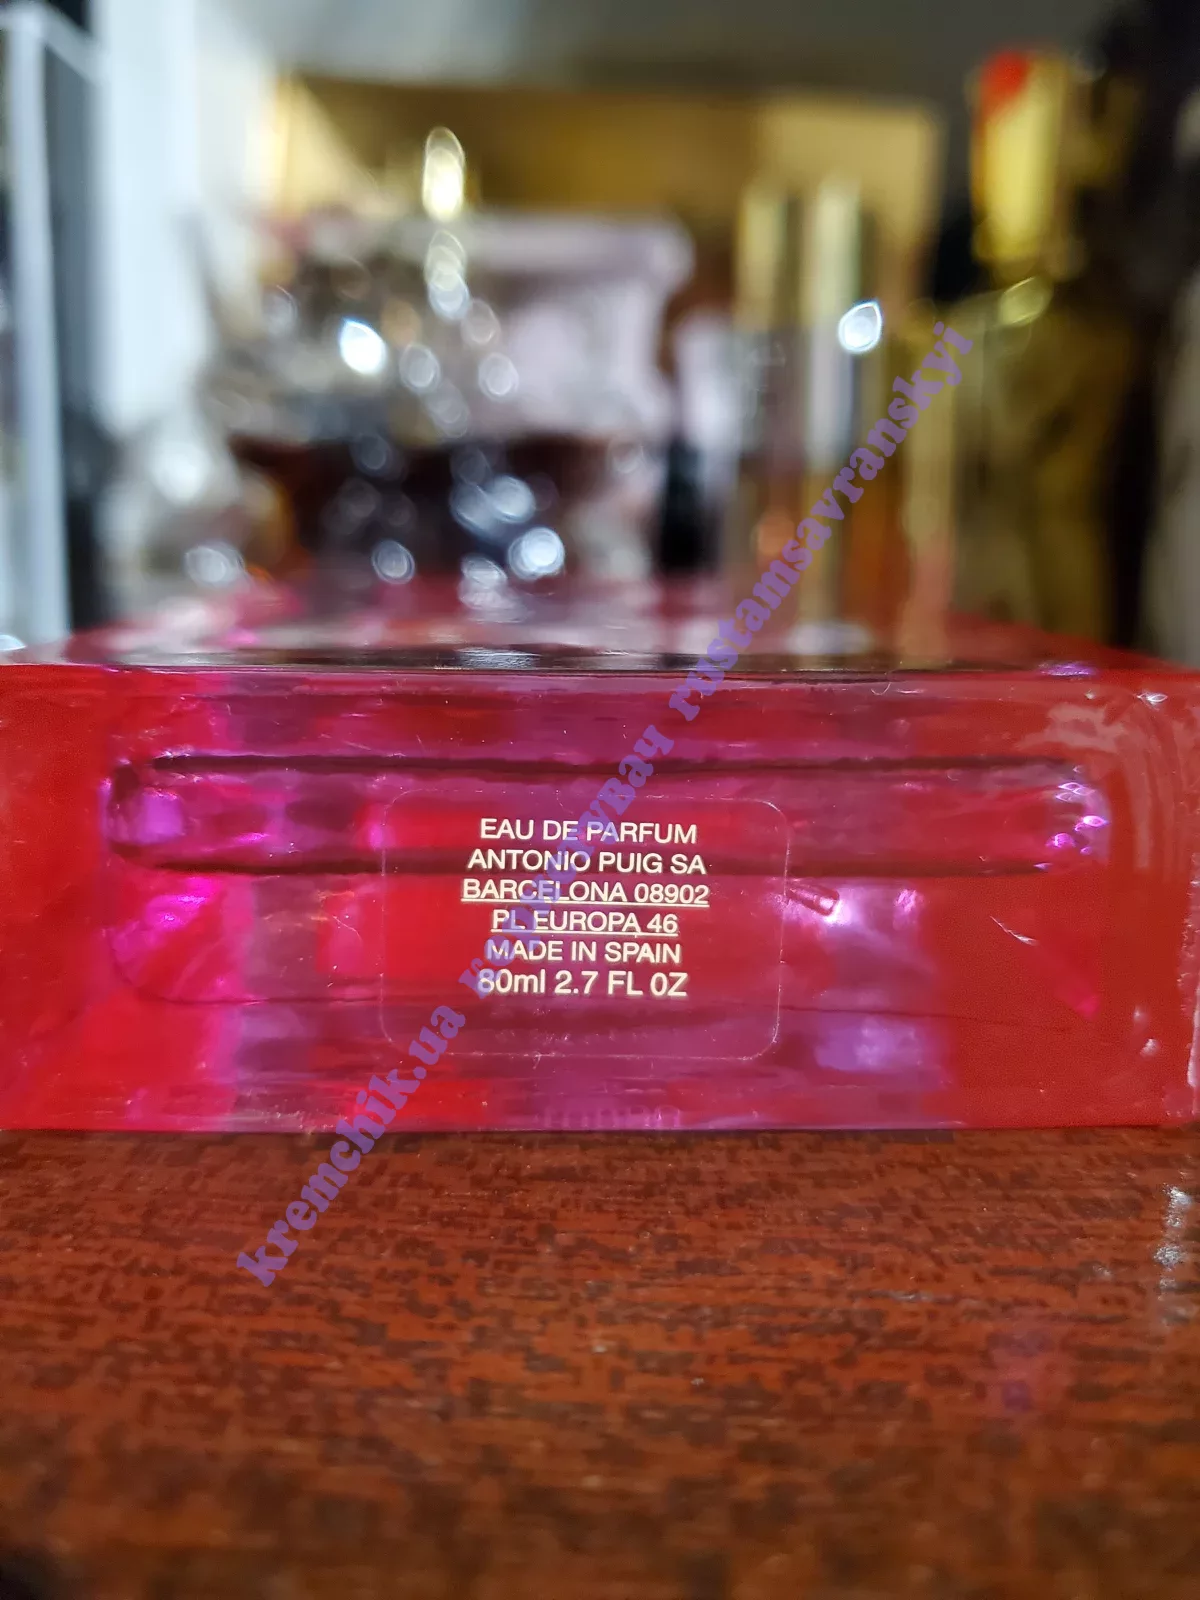 EAU DE PARFUM
ANTONIO PUIG SA
BARCELONA 08902
PL EUROPA 46
MADE IN SPAIN
80ml 2.7 FL OZ
kremchik.ua rustamsavranskyi